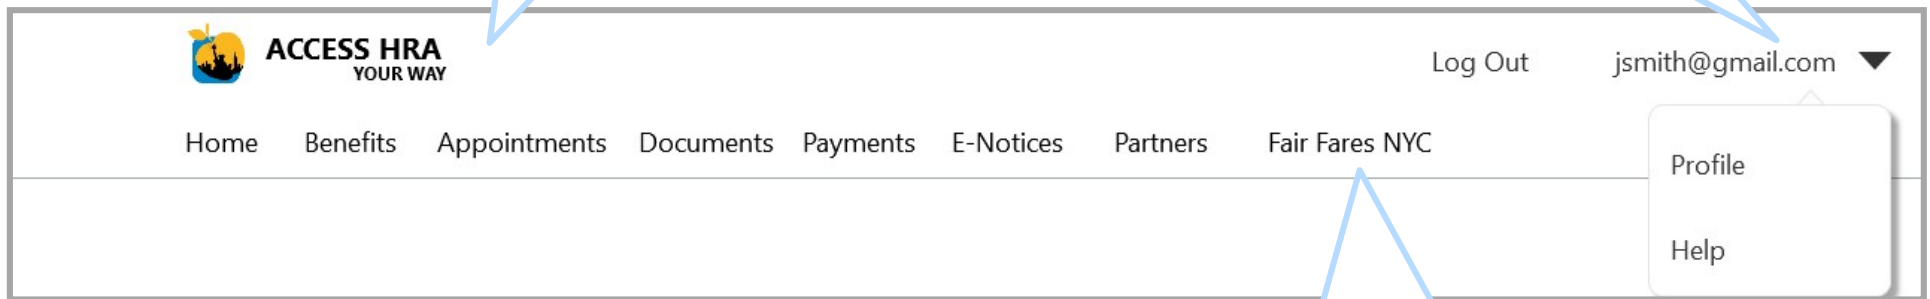 ACCESS HRA
YOUR WAY
Log Out jsmith@gmail.com
Home Benefits Appointments Documents Payments E-Notices Partners Fair Fares NYC
Profile
Help